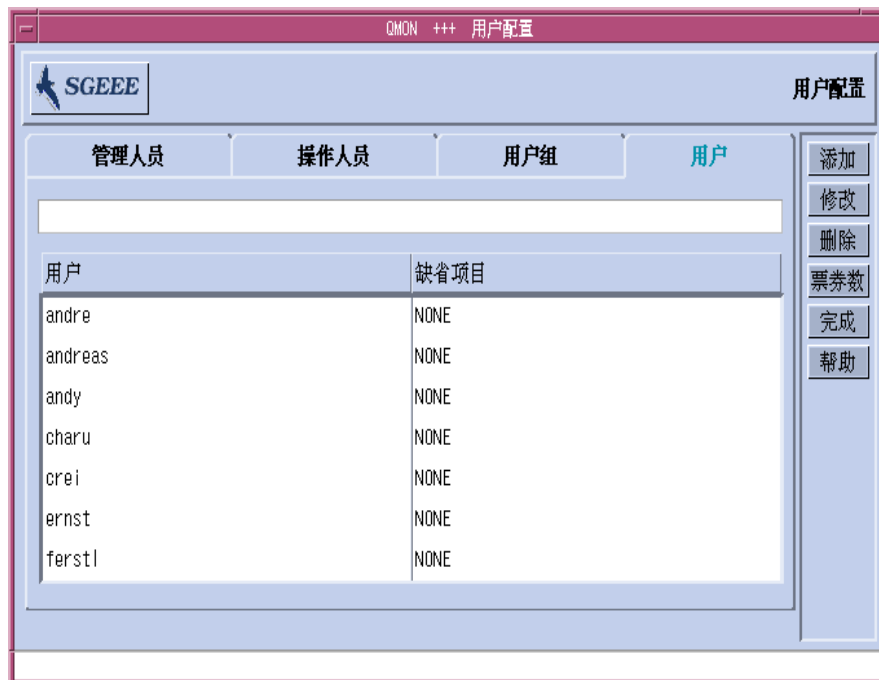 QMON +++ 用户配置
SGEEE
用户配置
管理人员 操作人员 用户组 用户
用户 缺省项目
andre NONE
andreas NONE
andy NONE
charu NONE
crei NONE
ernst NONE
ferstl NONE
添加
修改
删除
票券数
完成
帮助